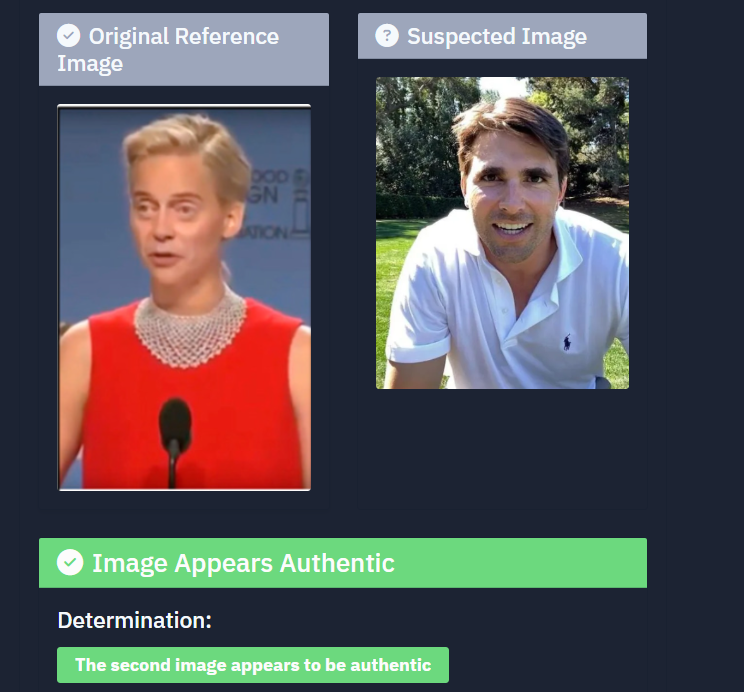 Original Reference
Image
Suspected Image
OOD
GN
ATION
Image Appears Authentic
Determination:
The second image appears to be authentic